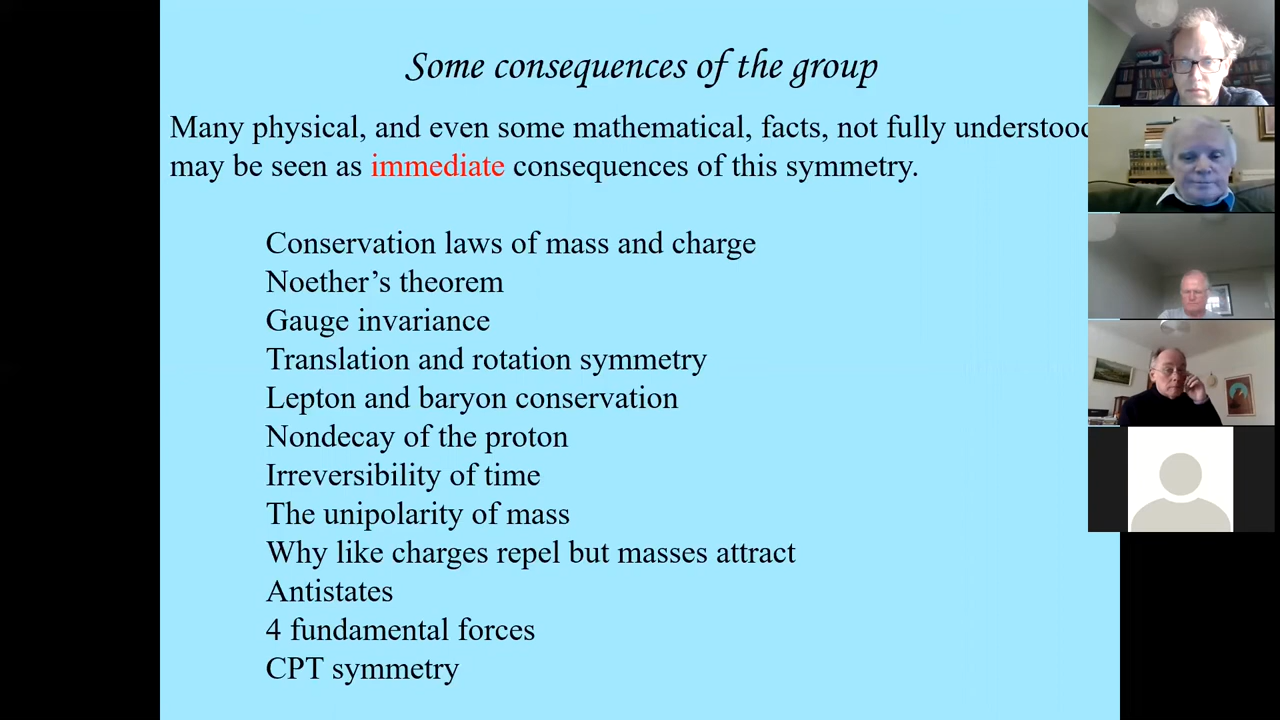 Some consequences of the group
Many physical, and even some mathematical, facts, not fully understood
may be seen as immediate consequences of this symmetry.
Conservation laws of mass and charge
Noether’s theorem
Gauge invariance
Translation and rotation symmetry
Lepton and baryon conservation
Nondecay of the proton
Irreversibility of time
The unipolarity of mass
Why like charges repel but masses attract
Antistates
4 fundamental forces
CPT symmetry